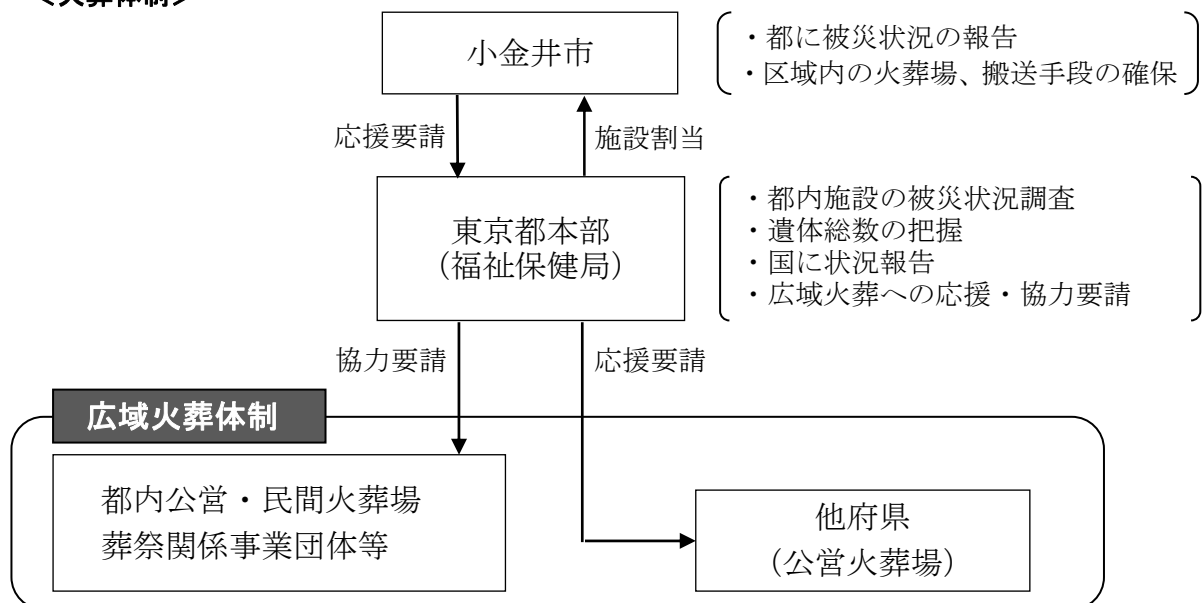 <火葬体制>
小金井市
・都に被災状況の報告
・区域内の火葬場、搬送手段の確保
応援要請
施設割当
東京都本部
(福祉保健局)
・都内施設の被災状況調査
・遺体総数の把握
・国に状況報告
・広域火葬への応援・協力要請
協力要請
応援要請
広域火葬体制
都内公営・民間火葬場
葬祭関係事業団体等
他府県
(公営火葬場)